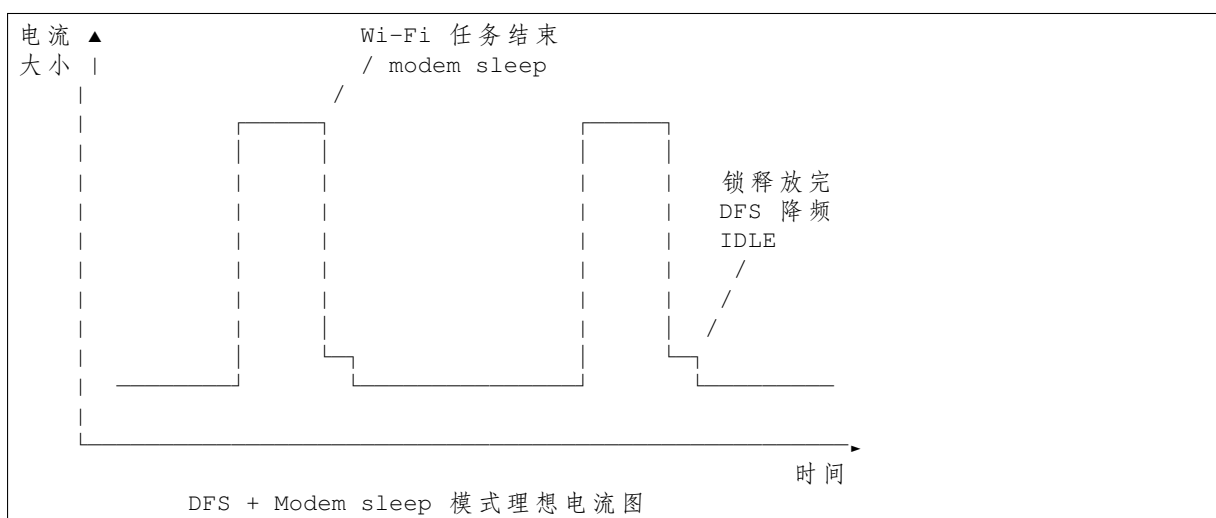 电流
大小
Wi-Fi 任务结束
/ modem sleep
锁释放完
DFS 降频
IDLE
时间
DFS + Modem sleep 模式理想电流图